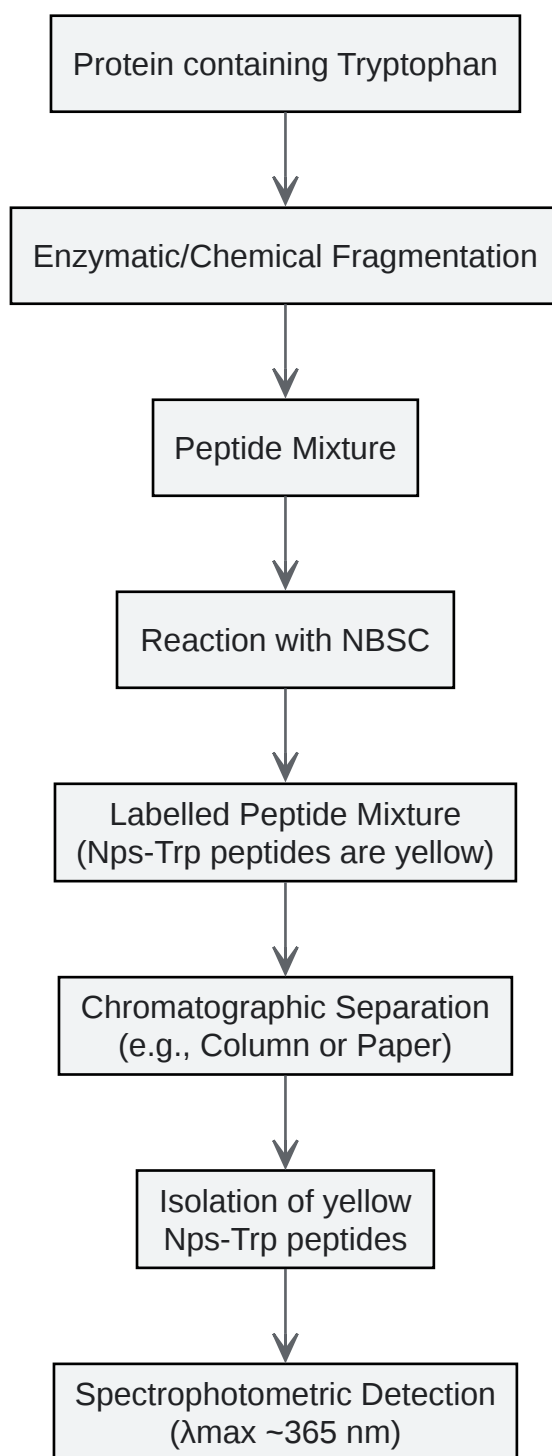 Protein containing Tryptophan
Enzymatic/Chemical Fragmentation
Peptide Mixture
Reaction with NBSC
Labelled Peptide Mixture
(Nps-Trp peptides are yellow)
Chromatographic Separation
(e.g., Column or Paper)
Isolation of yellow
Nps-Trp peptides
Spectrophotometric Detection
(λmax ~365 nm)